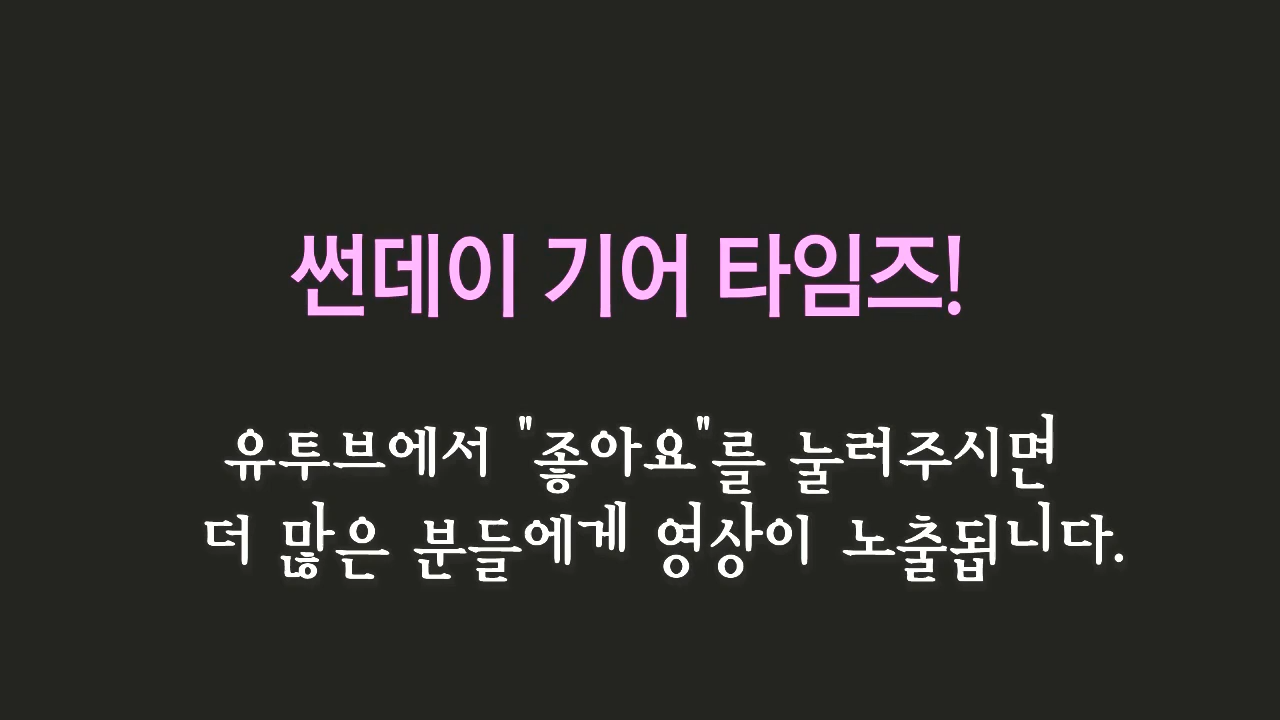 썬데이 기어 타임즈!
유투브에서 "좋아요"를 눌러주시면
더 많은 분들에게 영상이 노출됩니다.